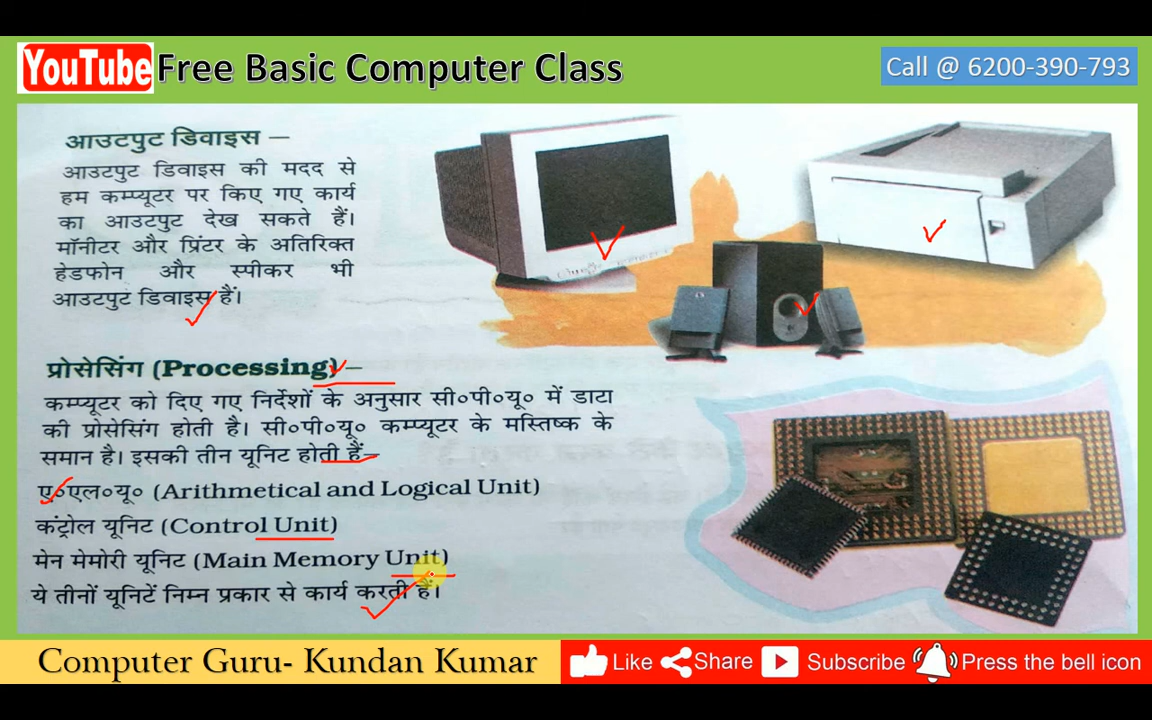 YouTube Free Basic Computer Class
Call @ 6200-390-793
आउटपुट डिवाइस —
आउटपुट डिवाइस की मदद से
हम कम्प्यूटर पर किए गए कार्य
का आउटपुट देख सकते हैं।
मॉनीटर और प्रिंटर के अतिरिक्त
हेडफोन और स्पीकर भी
आउटपुट डिवाइस हैं।
प्रोसेसिंग (Processing) —
कम्प्यूटर को दिए गए निर्देशों के अनुसार सी०पी०यू० में डाटा
की प्रोसेसिंग होती है। सी०पी०यू० कम्प्यूटर के मस्तिष्क के
समान है। इसकी तीन यूनिट होती हैं–
ए०एल०यू० (Arithmetical and Logical Unit)
कंट्रोल यूनिट (Control Unit)
मेन मेमोरी यूनिट (Main Memory Unit)
ये तीनों यूनिटें निम्न प्रकार से कार्य करती हैं।
Computer Guru- Kundan Kumar
Like Share Subscribe Press the bell icon